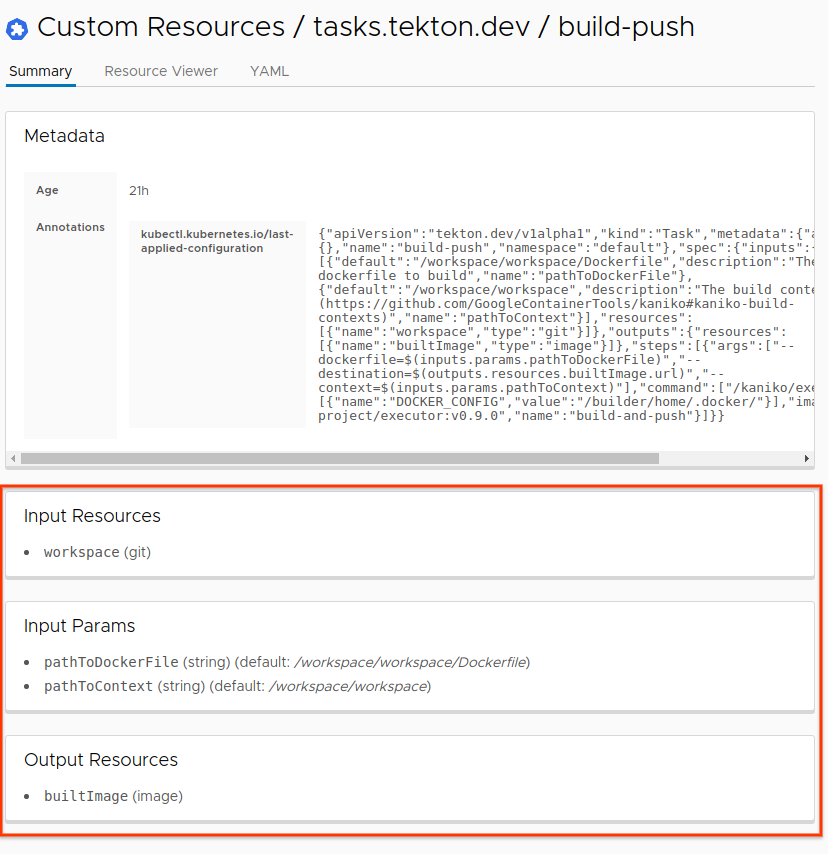 Custom Resources / tasks.tekton.dev / build-push
Summary Resource Viewer YAML
Metadata
Age 21h
Annotations
kubectl.kubernetes.io/last-
applied-configuration
{"apiVersion":"tekton.dev/v1alpha1","kind":"Task","metadata":{"a
{},"name":"build-push","namespace":"default"},"spec":{"inputs":{
[{"default":"/workspace/workspace/Dockerfile","description":"The
dockerfile to build","name":"pathToDockerFile"},
{"default":"/workspace/workspace","description":"The build conte
(https://github.com/GoogleContainerTools/kaniko#kaniko-build-
contexts)","name":"pathToContext"}],"resources":
[{"name":"workspace","type":"git"}]},"outputs":{"resources":
[{"name":"builtImage","type":"image"}]},"steps":[{"args":["--
dockerfile=$(inputs.params.pathToDockerFile)","--
destination=$(outputs.resources.builtImage.url)","--
context=$(inputs.params.pathToContext)"],"command":["/kaniko/exe
[{"name":"DOCKER_CONFIG","value":"/builder/home/.docker/"}],"ima
project/executor:v0.9.0","name":"build-and-push"}]}}
Input Resources
• workspace (git)
Input Params
• pathToDockerFile (string) (default: /workspace/workspace/Dockerfile)
• pathToContext (string) (default: /workspace/workspace)
Output Resources
• builtImage (image)